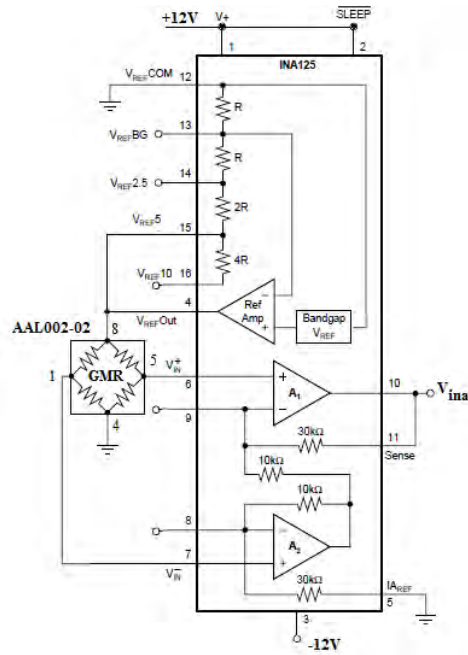 +12V
V+
SLEEP
1
2
INA125
VREFCOM
12
R
VREFBG
13
R
14
VREF2.5
2R
VREF5
15
4R
VREF10
16
4
Ref
Amp
Bandgap
VREF
VREFOut
AAL002-02
8
1
GMR
5
4
V+IN
6
A1
10
Vina
9
30kΩ
11
Sense
10kΩ
10kΩ
8
A2
7
V−IN
30kΩ
IAREF
5
3
-12V
+
−
−
+
−
+